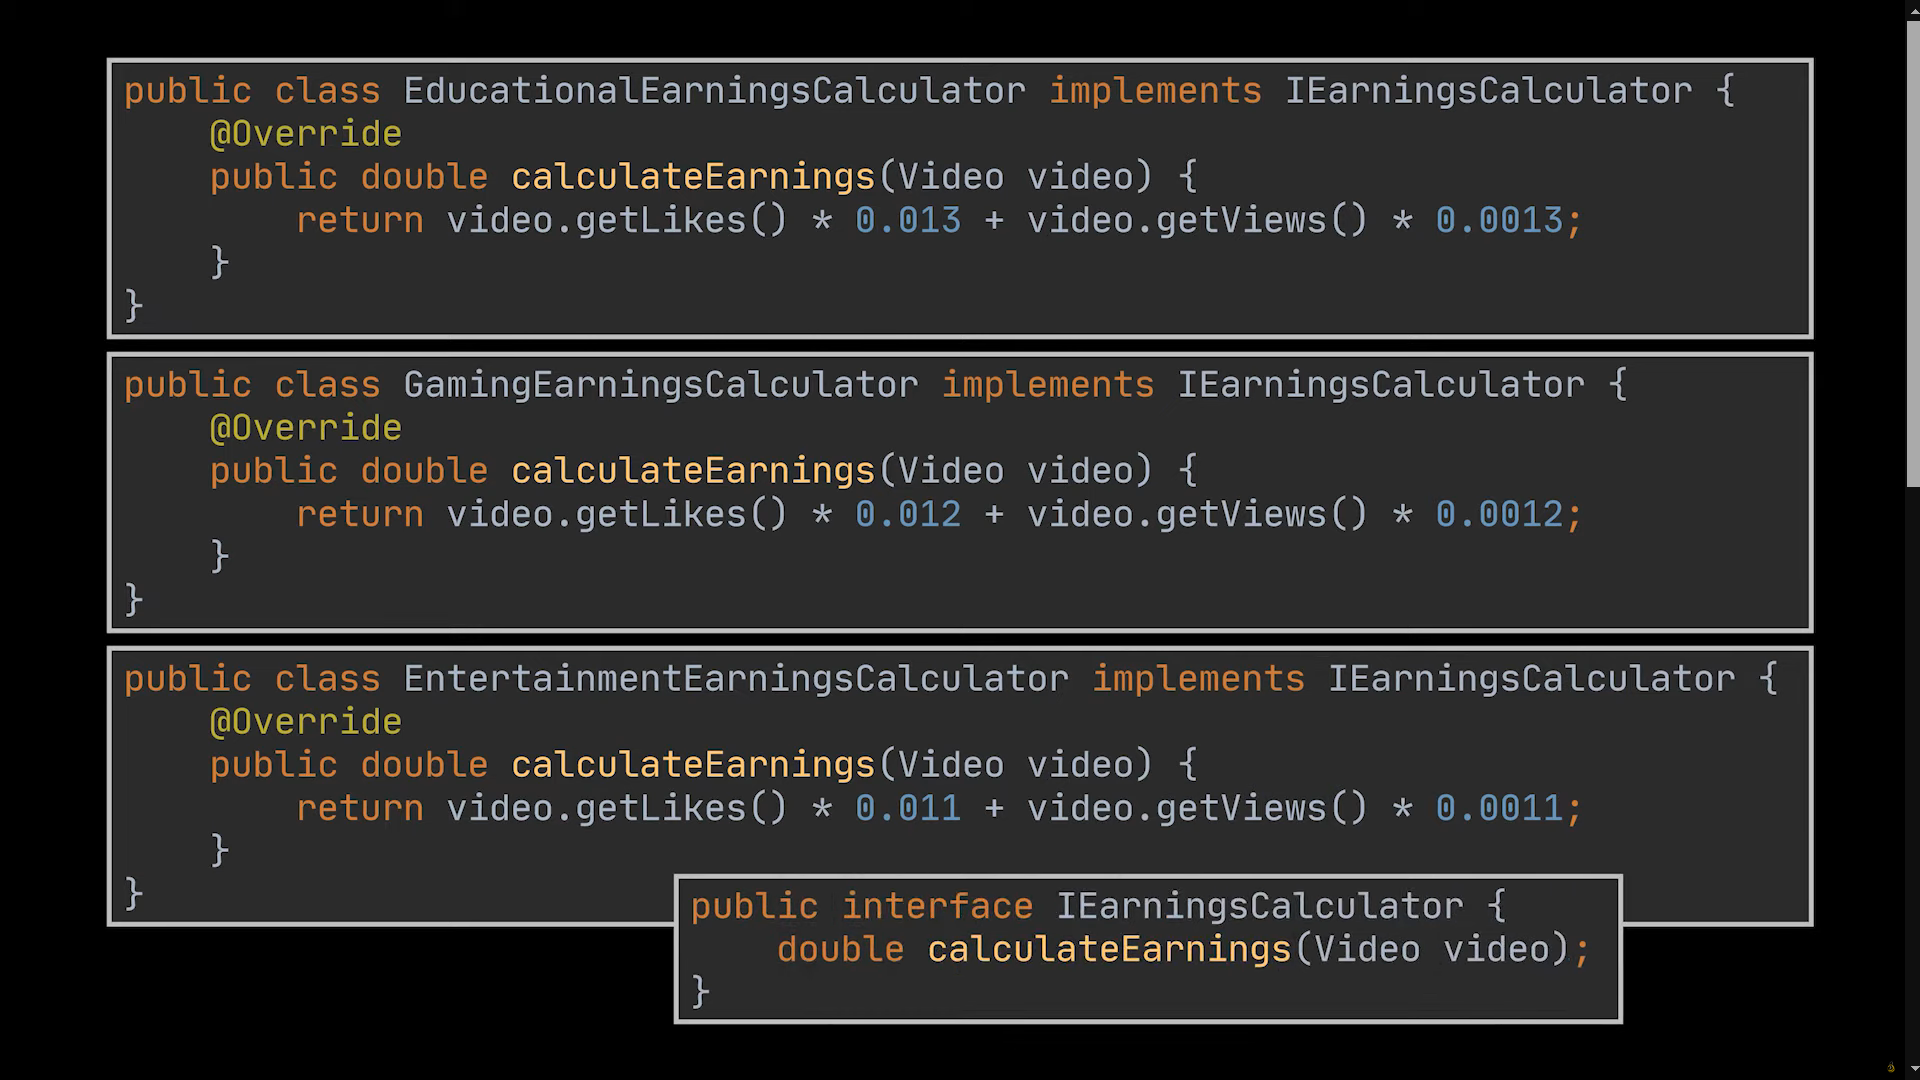 public class EducationalEarningsCalculator implements IEarningsCalculator {
@Override
public double calculateEarnings(Video video) {
return video.getLikes() * 0.013 + video.getViews() * 0.0013;
}
}
public class GamingEarningsCalculator implements IEarningsCalculator {
@Override
public double calculateEarnings(Video video) {
return video.getLikes() * 0.012 + video.getViews() * 0.0012;
}
}
public class EntertainmentEarningsCalculator implements IEarningsCalculator {
@Override
public double calculateEarnings(Video video) {
return video.getLikes() * 0.011 + video.getViews() * 0.0011;
}
}
public interface IEarningsCalculator {
double calculateEarnings(Video video);
}